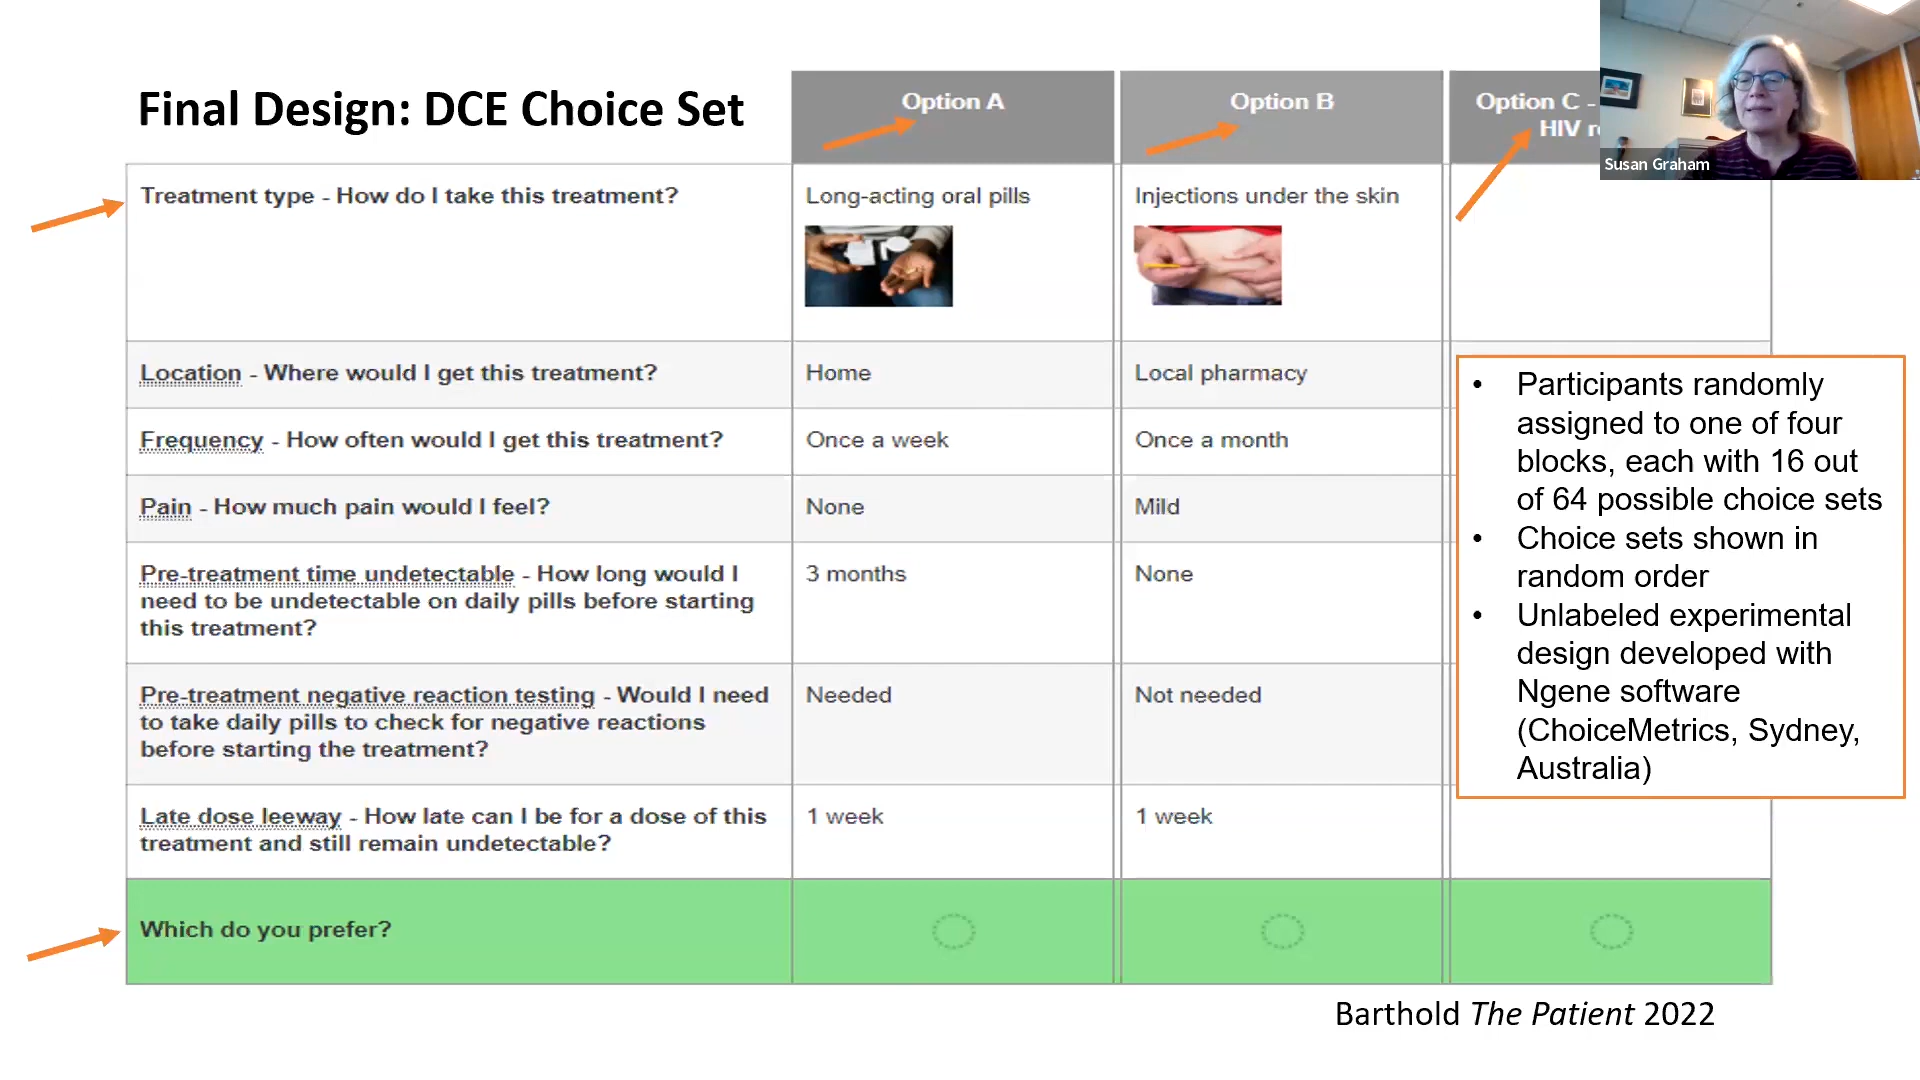 Final Design: DCE Choice Set
Option A
Option B
Option C -
HIV
Susan Graham
Treatment type - How do I take this treatment?
Long-acting oral pills
Injections under the skin
Location - Where would I get this treatment?
Home
Local pharmacy
Frequency - How often would I get this treatment?
Once a week
Once a month
Pain - How much pain would I feel?
None
Mild
Pre-treatment time undetectable - How long would I
need to be undetectable on daily pills before starting
this treatment?
3 months
None
Pre-treatment negative reaction testing - Would I need
to take daily pills to check for negative reactions
before starting the treatment?
Needed
Not needed
Late dose leeway - How late can I be for a dose of this
treatment and still remain undetectable?
1 week
1 week
Which do you prefer?
• Participants randomly
assigned to one of four
blocks, each with 16 out
of 64 possible choice sets
• Choice sets shown in
random order
• Unlabeled experimental
design developed with
Ngene software
(ChoiceMetrics, Sydney,
Australia)
Barthold The Patient 2022